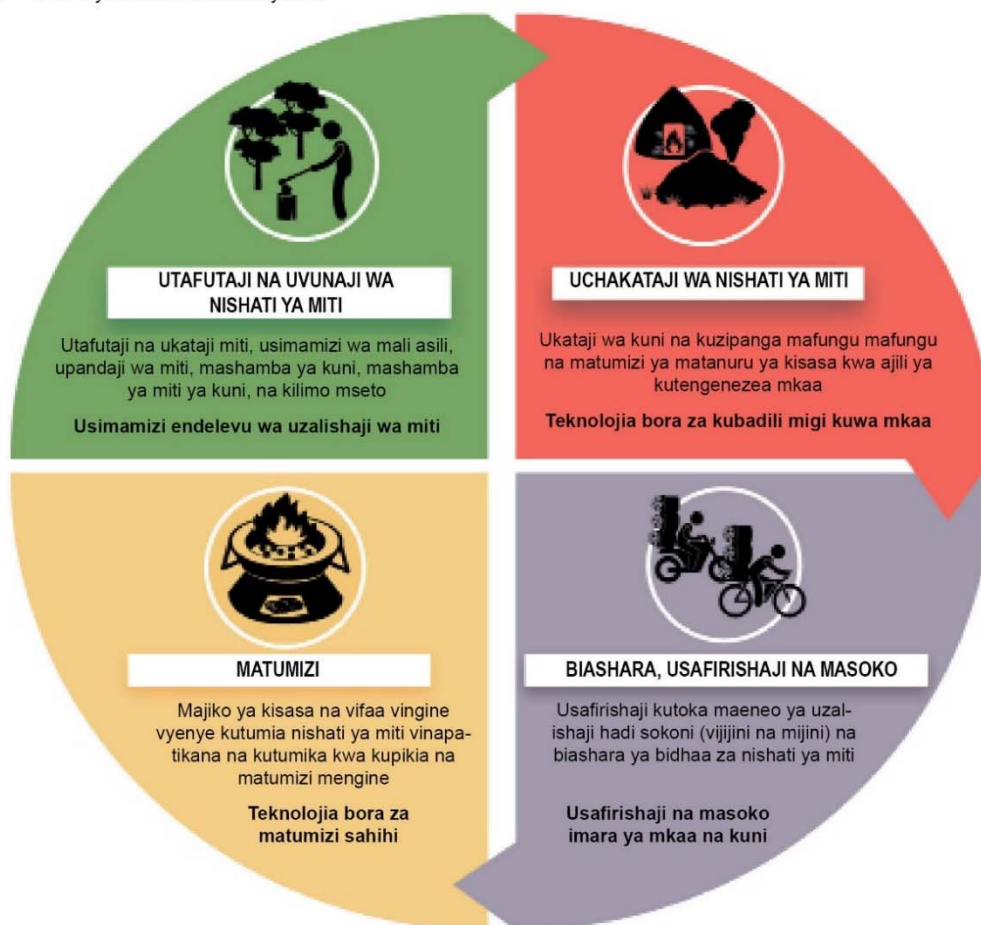 UTAFUTAJI NA UVUNAJI WA
NISHATI YA MITI
Utafutaji na ukataji miti, usimamizi wa mali asili,
upandaji wa miti, mashamba ya kuni, mashamba
ya miti ya kuni, na kilimo mseto
Usimamizi endelevu wa uzalishaji wa miti
UCHAKATAJI WA NISHATI YA MITI
Ukataji wa kuni na kuzipanga mafungu mafungu
na matumizi ya matanuru ya kisasa kwa ajili ya
kutengenezea mkaa
Teknolojia bora za kubadili migi kuwa mkaa
MATUMIZI
Majiko ya kisasa na vifaa vingine
vyenye kutumia nishati ya miti vinapa-
tikana na kutumika kwa kupikia na
matumizi mengine
Teknolojia bora za
matumizi sahihi
BIASHARA, USAFIRISHAJI NA MASOKO
Usafirishaji kutoka maeneo ya uzal-
ishaji hadi sokoni (vijijini na mijini) na
biashara ya bidhaa za nishati ya miti
Usafirishaji na masoko
imara ya mkaa na kuni